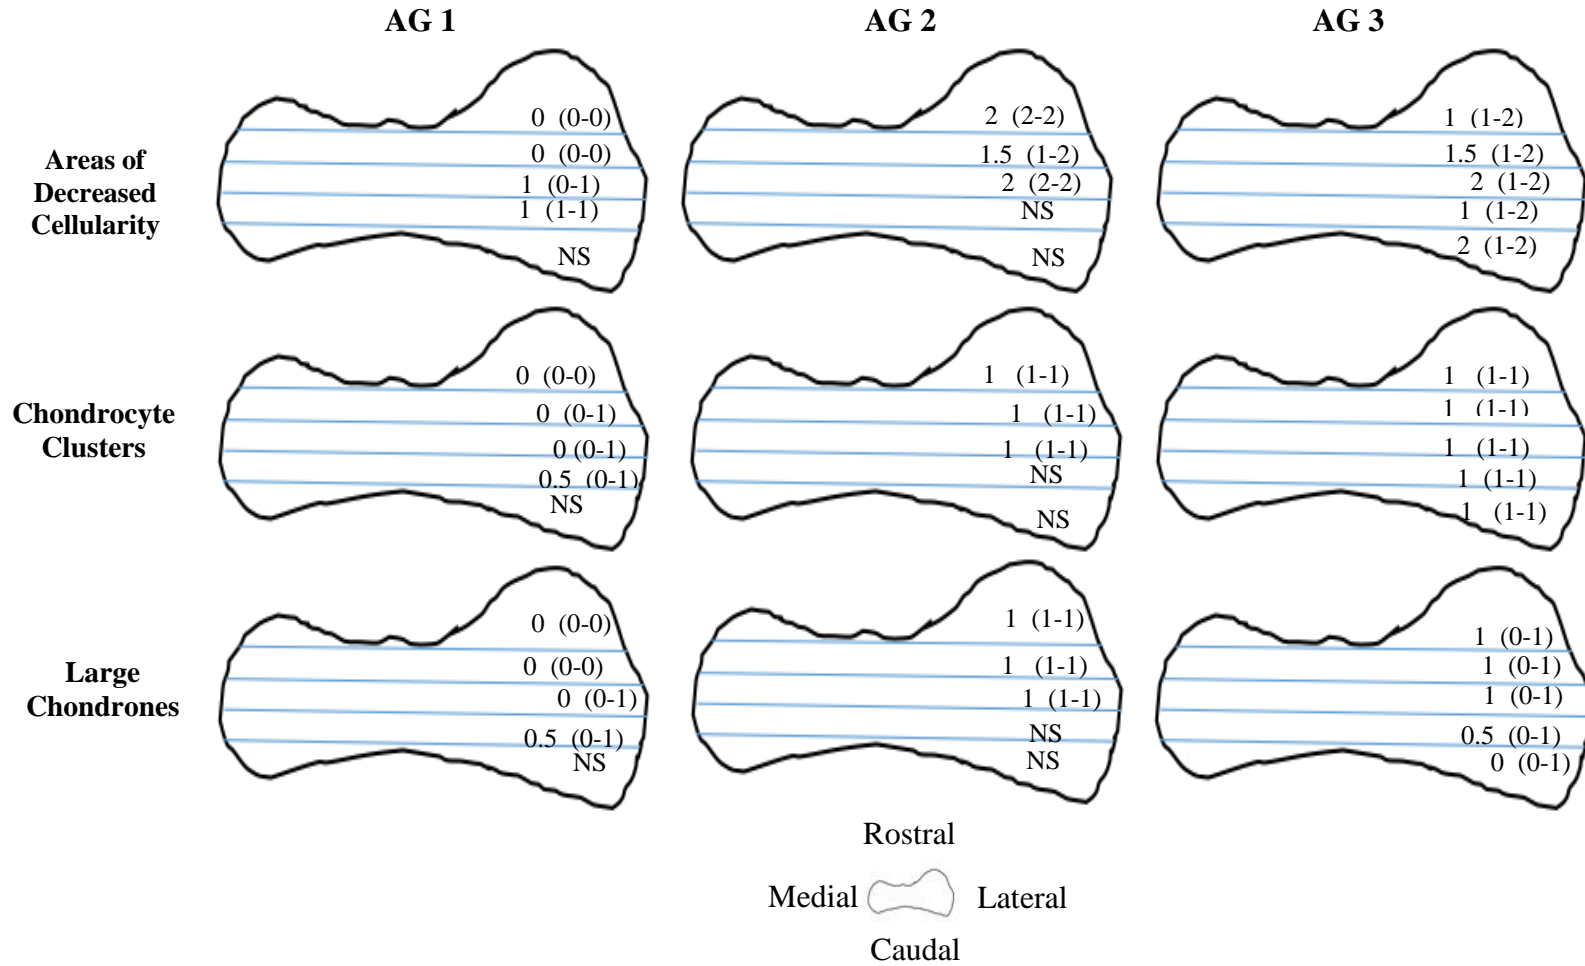 AG 1 AG 2 AG 3
Areas of
Decreased
Cellularity
0 (0-0)
0 (0-0)
1 (0-1)
1 (1-1)
NS
2 (2-2)
1.5 (1-2)
2 (2-2)
NS
NS
1 (1-2)
1.5 (1-2)
2 (1-2)
1 (1-2)
2 (1-2)
Chondrocyte
Clusters
0 (0-0)
0 (0-1)
0 (0-1)
0.5 (0-1)
NS
1 (1-1)
1 (1-1)
1 (1-1)
NS
NS
1 (1-1)
1 (1-1)
1 (1-1)
1 (1-1)
1 (1-1)
Large
Chondrones
0 (0-0)
0 (0-0)
0 (0-1)
0.5 (0-1)
NS
1 (1-1)
1 (1-1)
1 (1-1)
NS
NS
1 (0-1)
1 (0-1)
1 (0-1)
0.5 (0-1)
0 (0-1)
Rostral
Medial Lateral
Caudal